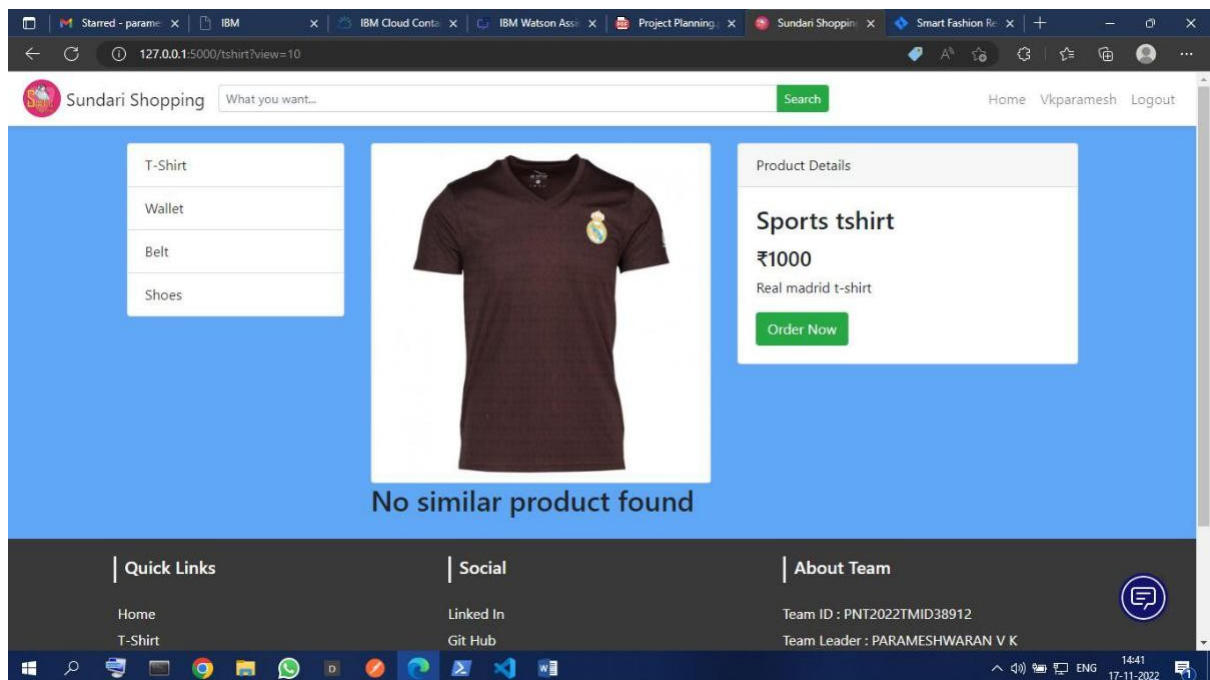 Starred - parame
IBM
IBM Cloud Conta
IBM Watson Assi
Project Planning.
Sundari Shoppin
Smart Fashion Re
127.0.0.1:5000/tshirt?view=10
Sundari Shopping
What you want...
Search
Home
Vkparamesh
Logout
T-Shirt
Wallet
Belt
Shoes
Product Details
Sports tshirt
₹1000
Real madrid t-shirt
Order Now
No similar product found
Quick Links
Home
T-Shirt
Social
Linked In
Git Hub
About Team
Team ID : PNT2022TMID38912
Team Leader : PARAMESHWARAN V K
ENG
14:41
17-11-2022